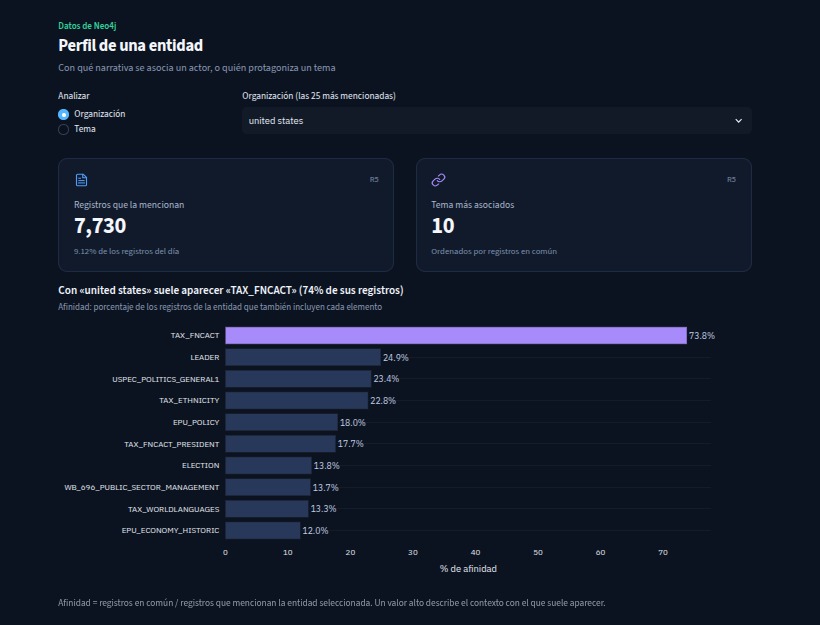 Datos de Neo4j
Perfil de una entidad
Con qué narrativa se asocia un actor, o quién protagoniza un tema
Analizar
Organización
Tema
Organización (las 25 más mencionadas)
united states
R5
Registros que la mencionan
7,730
9.12% de los registros del día
R5
Tema más asociados
10
Ordenados por registros en común
Con «united states» suele aparecer «TAX_FNCACT» (74% de sus registros)
Afinidad: porcentaje de los registros de la entidad que también incluyen cada elemento
TAX_FNCACT 73.8%
LEADER 24.9%
USPEC_POLITICS_GENERAL1 23.4%
TAX_ETHNICITY 22.8%
EPU_POLICY 18.0%
TAX_FNCACT_PRESIDENT 17.7%
ELECTION 13.8%
WB_696_PUBLIC_SECTOR_MANAGEMENT 13.7%
TAX_WORLDLANGUAGES 13.3%
EPU_ECONOMY_HISTORIC 12.0%
0 10 20 30 40 50 60 70
% de afinidad
Afinidad = registros en común / registros que mencionan la entidad seleccionada. Un valor alto describe el contexto con el que suele aparecer.